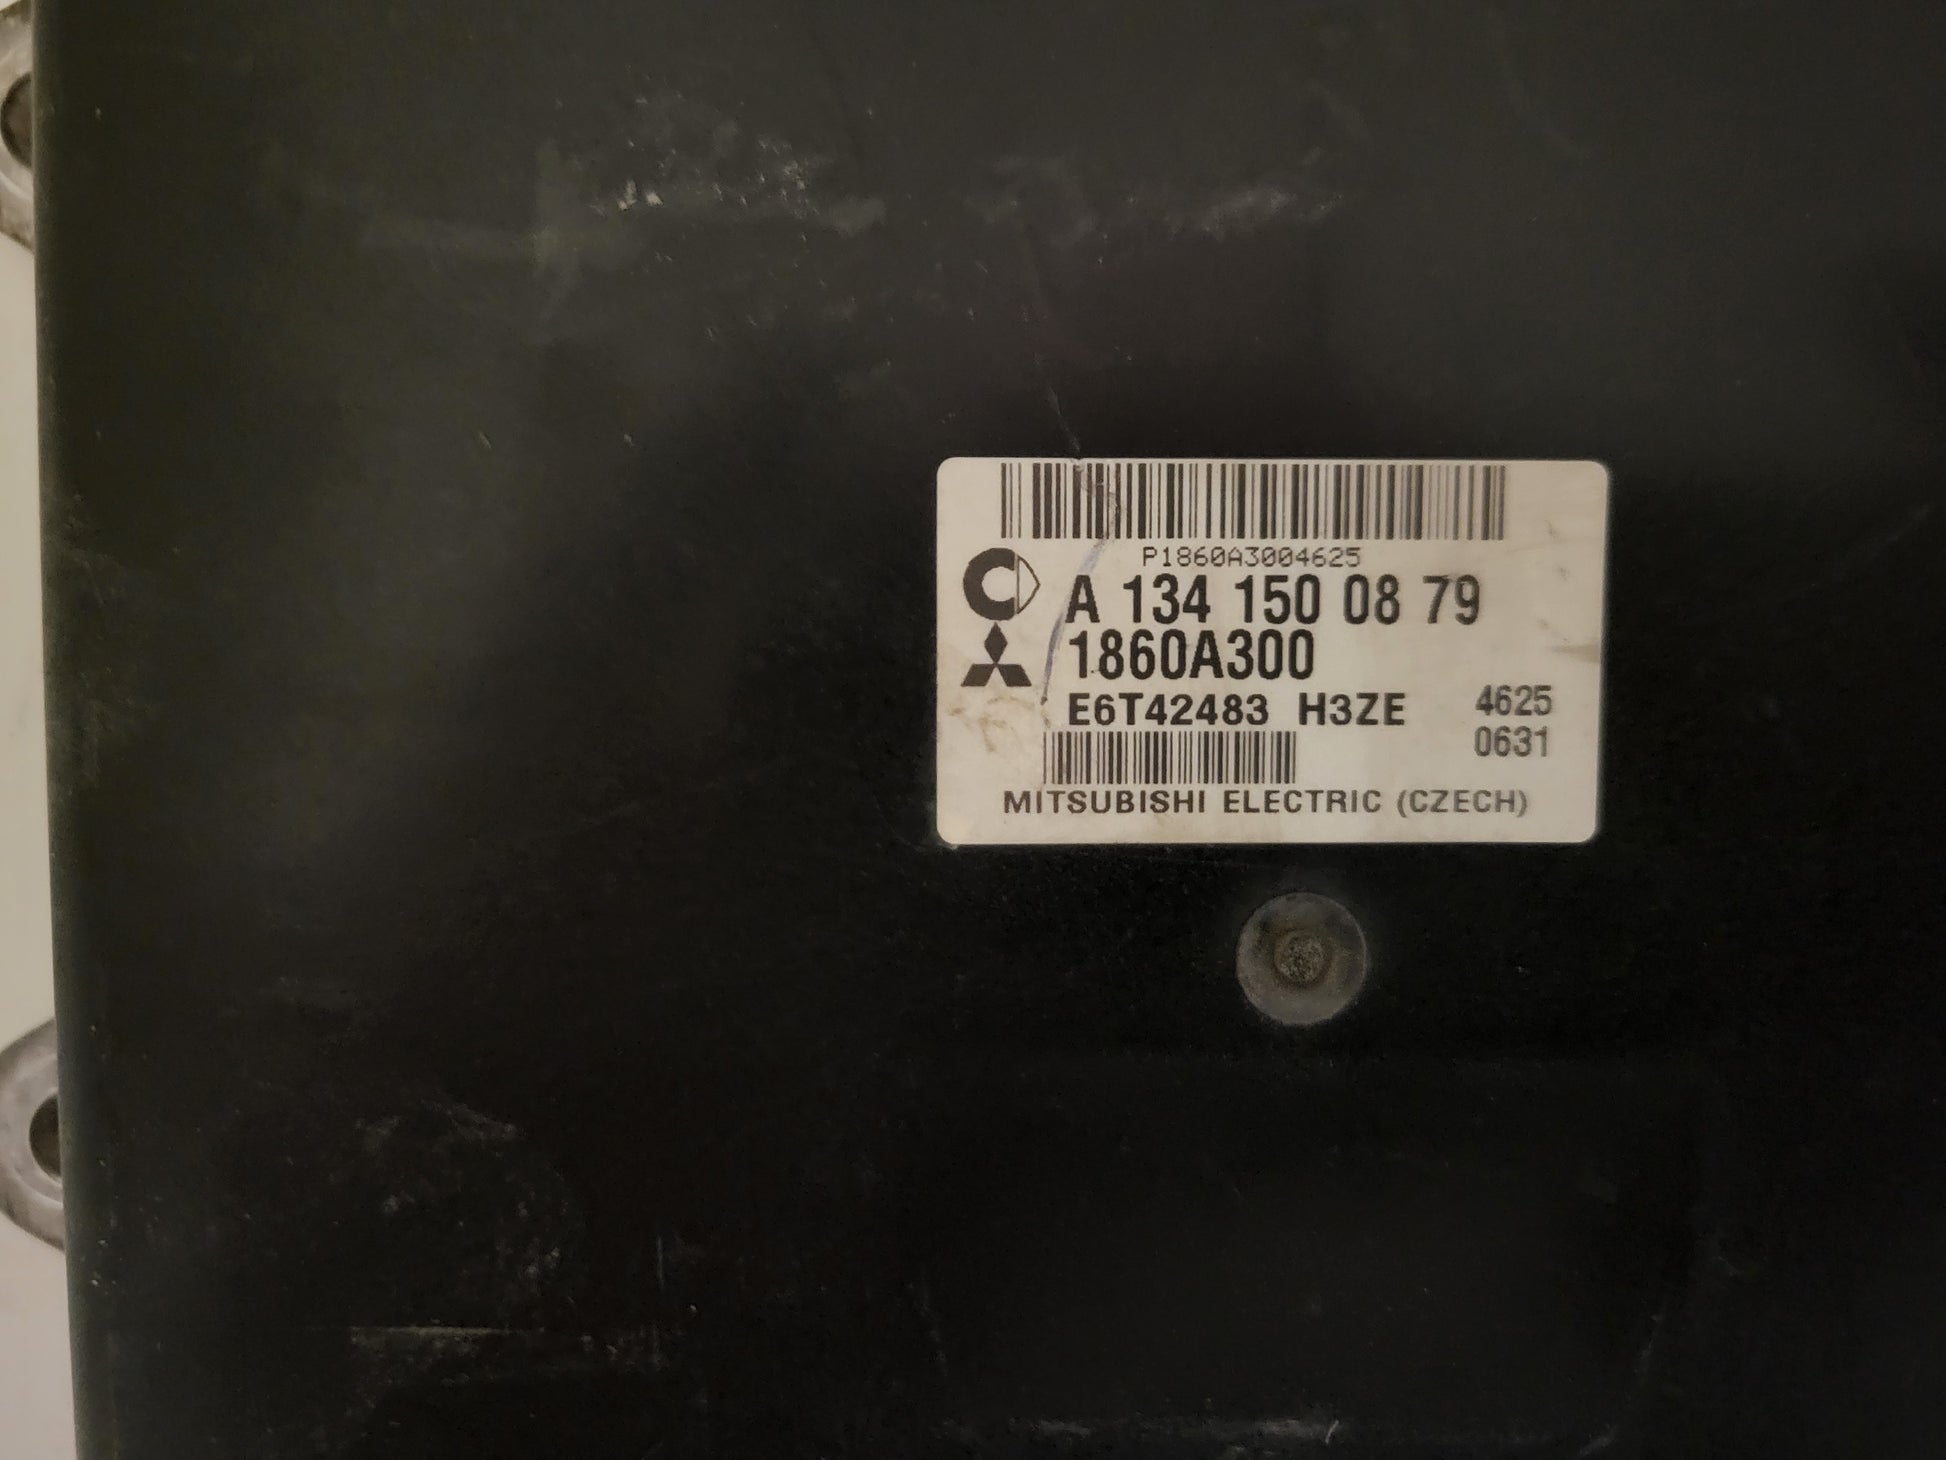 P1860A3004625
A 134 150 08 79
1860A300
E6T42483 H3ZE 4625
0631
MITSUBISHI ELECTRIC (CZECH)